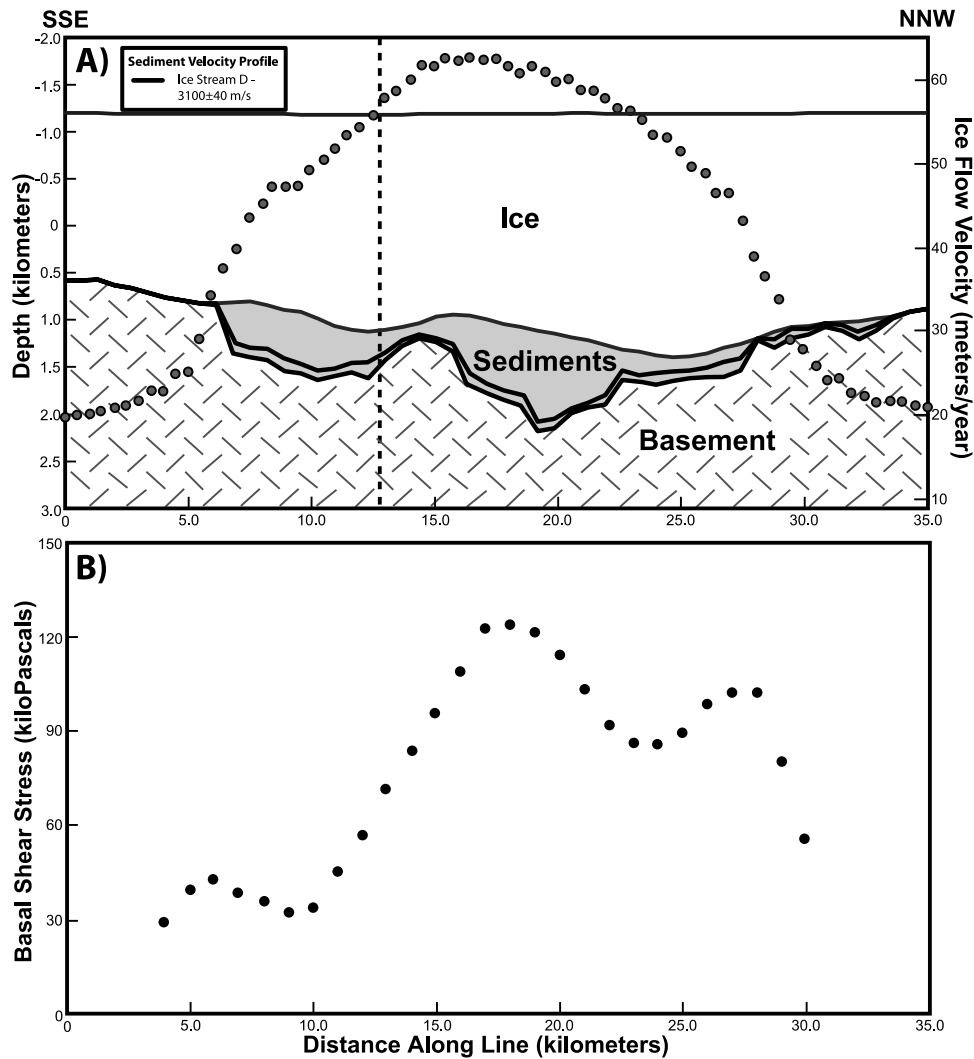 SSE
NNW
A)
Sediment Velocity Profile
Ice Stream D -
3100±40 m/s
Depth (kilometers)
-2.0
-1.5
-1.0
-0.5
0
0.5
1.0
1.5
2.0
2.5
3.0
Ice
Sediments
Basement
60
50
40
30
20
10
Ice Flow Velocity (meters/year)
0
5.0
10.0
15.0
20.0
25.0
30.0
35.0
B)
Basal Shear Stress (kiloPascals)
150
120
90
60
30
0
0
5.0
10.0
15.0
20.0
25.0
30.0
35.0
Distance Along Line (kilometers)